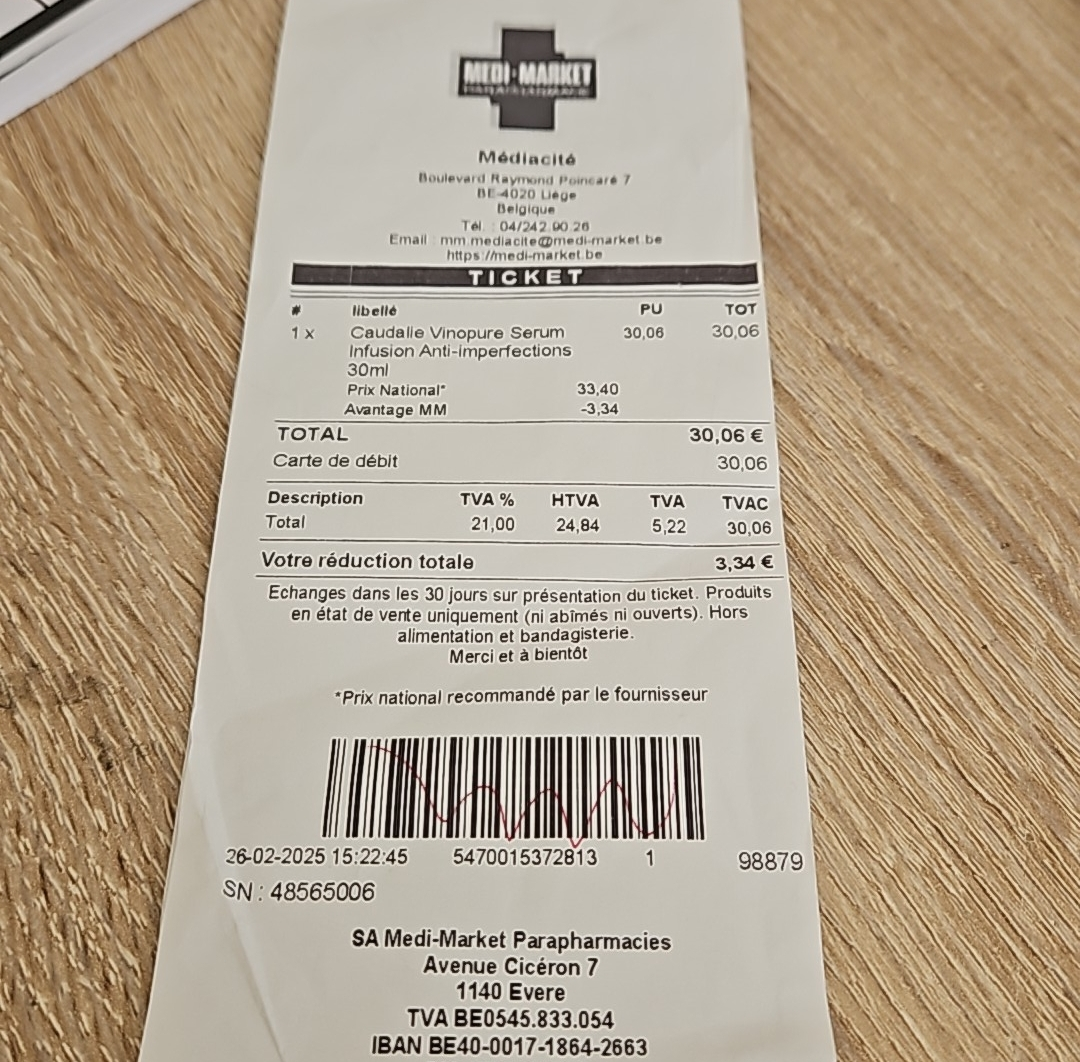 MEDI-MARKET
PARAPHARMACIE
Médiacité
Boulevard Raymond Poincaré 7
BE-4020 Liège
Belgique
Tél. : 04/242.90.26
Email : mm.mediacite@medi-market.be
https://medi-market.be
TICKET
# libellé PU TOT
1 x Caudalie Vinopure Serum 30,06 30,06
Infusion Anti-imperfections
30ml
Prix National* 33,40
Avantage MM -3,34
TOTAL 30,06 €
Carte de débit 30,06
Description TVA % HTVA TVA TVAC
Total 21,00 24,84 5,22 30,06
Votre réduction totale 3,34 €
Echanges dans les 30 jours sur présentation du ticket. Produits
en état de vente uniquement (ni abîmés ni ouverts). Hors
alimentation et bandagisterie.
Merci et à bientôt
*Prix national recommandé par le fournisseur
26-02-2025 15:22:45 5470015372813 1 98879
SN : 48565006
SA Medi-Market Parapharmacies
Avenue Cicéron 7
1140 Evere
TVA BE0545.833.054
IBAN BE40-0017-1864-2663